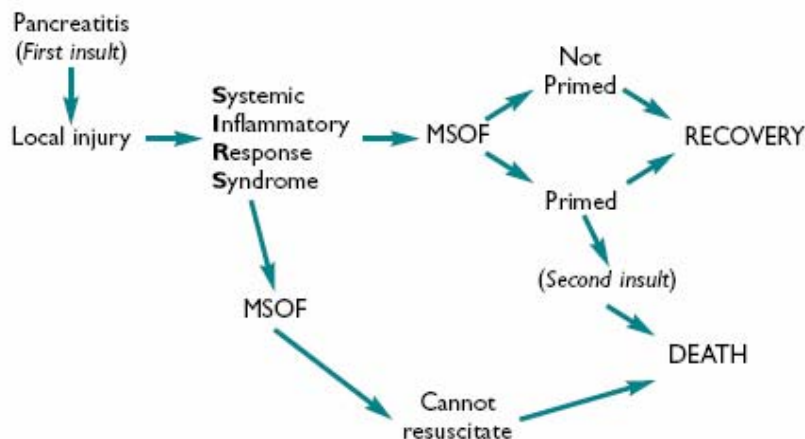 Pancreatitis
(First insult)
Local injury
Systemic
Inflammatory
Response
Syndrome
MSOF
Not
Primed
RECOVERY
Primed
(Second insult)
MSOF
DEATH
Cannot
resuscitate